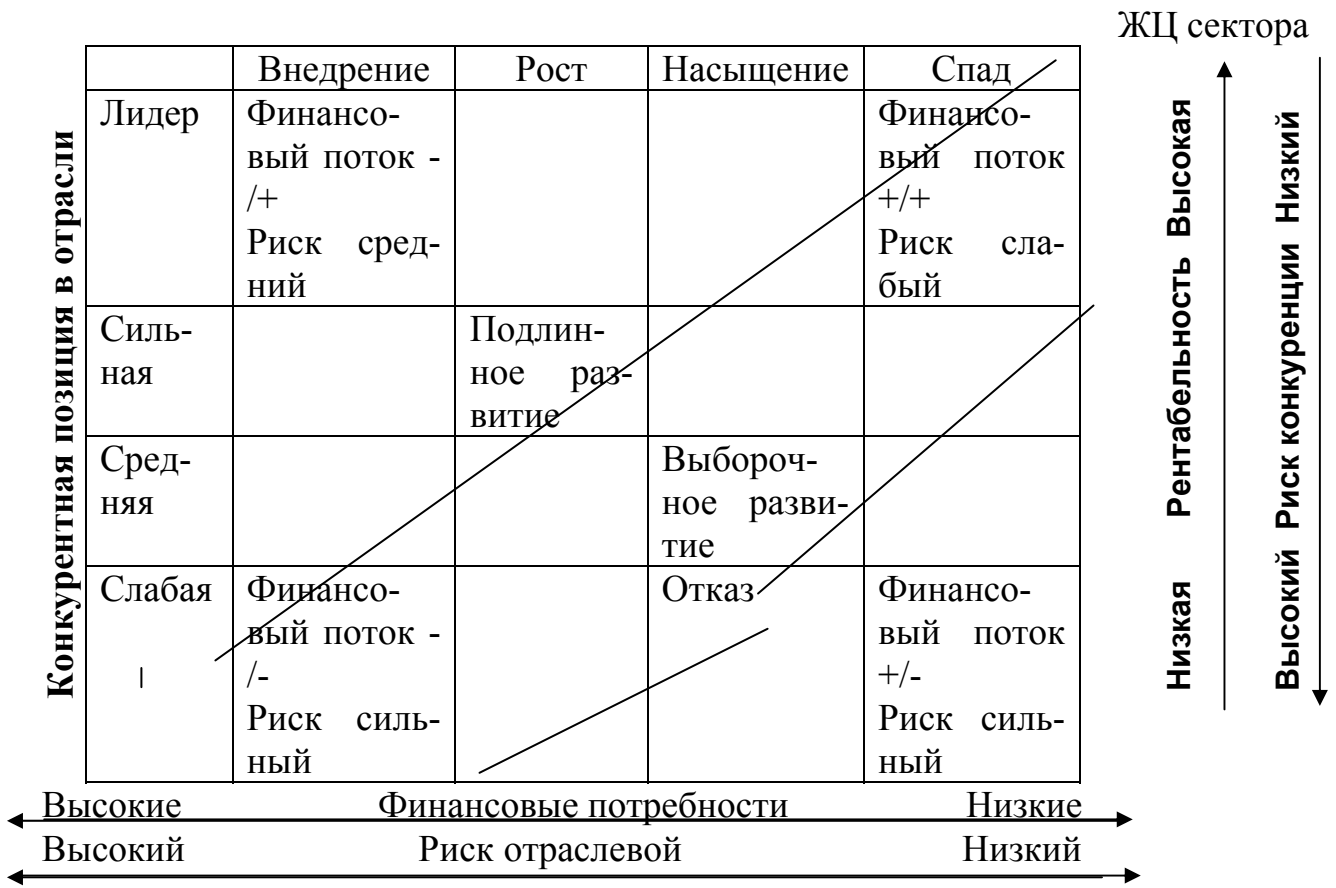 ЖЦ сектора
Внедрение Рост Насыщение Спад
Лидер Финансо- Финансо-
вый поток - вый поток
/+ +/+
Риск сред- Риск сла-
ний бый
Силь- Подлин-
ная ное раз-
витие
Сред- Выбороч-
няя ное разви-
тие
Слабая Финансо- Отказ Финансо-
вый поток - вый поток
/- +/-
Риск силь- Риск силь-
ный ный
Конкурентная позиция в отрасли
Низкая Рентабельность Высокая
Высокий Риск конкуренции Низкий
Высокие Финансовые потребности Низкие
Высокий Риск отраслевой Низкий